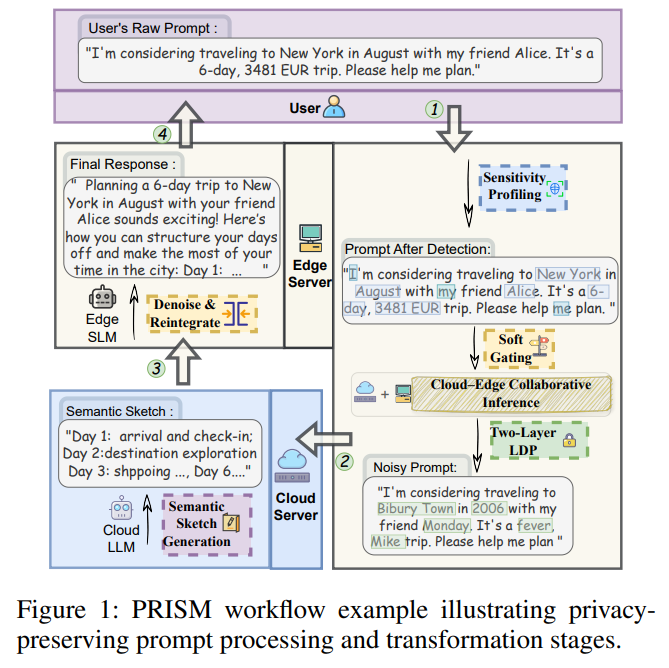 User's Raw Prompt :
"I'm considering traveling to New York in August with my friend Alice. It's a
6-day, 3481 EUR trip. Please help me plan."
User
1
4
Final Response :
" Planning a 6-day trip to New
York in August with your friend
Alice sounds exciting! Here's
how you can structure your days
off and make the most of your
time in the city: Day 1: ... "
Edge
SLM
Denoise &
Reintegrate
Edge
Server
Sensitivity
Profiling
Prompt After Detection:
"I'm considering traveling to New York in
August with my friend Alice. It's a 6-
day, 3481 EUR trip. Please help me plan. "
Soft
Gating
+
Cloud–Edge Collaborative
Inference
Two-Layer
LDP
Noisy Prompt:
"I'm considering traveling to
Bibury Town in 2006 with my
friend Monday. It's a fever,
Mike trip. Please help me plan "
3
2
Semantic Sketch :
"Day 1: arrival and check-in;
Day 2:destination exploration
Day 3: shppoing ..., Day 6...."
Cloud
LLM
Semantic
Sketch
Generation
Cloud
Server
Figure 1: PRISM workflow example illustrating privacy-
preserving prompt processing and transformation stages.